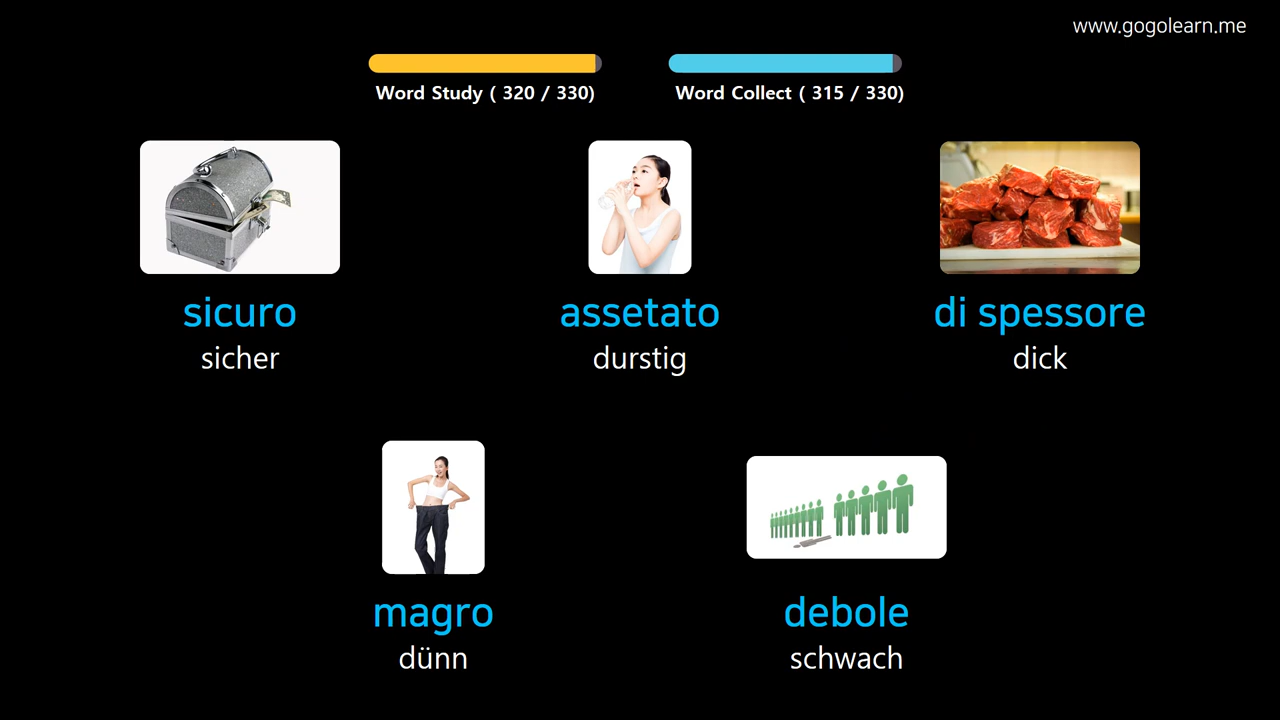 www.gogolearn.me
Word Study ( 320 / 330)
Word Collect ( 315 / 330)
sicuro
sicher
assetato
durstig
di spessore
dick
magro
dünn
debole
schwach